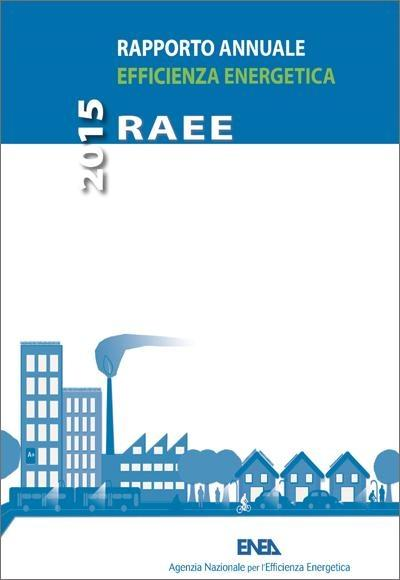 RAPPORTO ANNUALE
EFFICIENZA ENERGETICA
2015
RAEE
A+
ENEA
Agenzia Nazionale per l'Efficienza Energetica